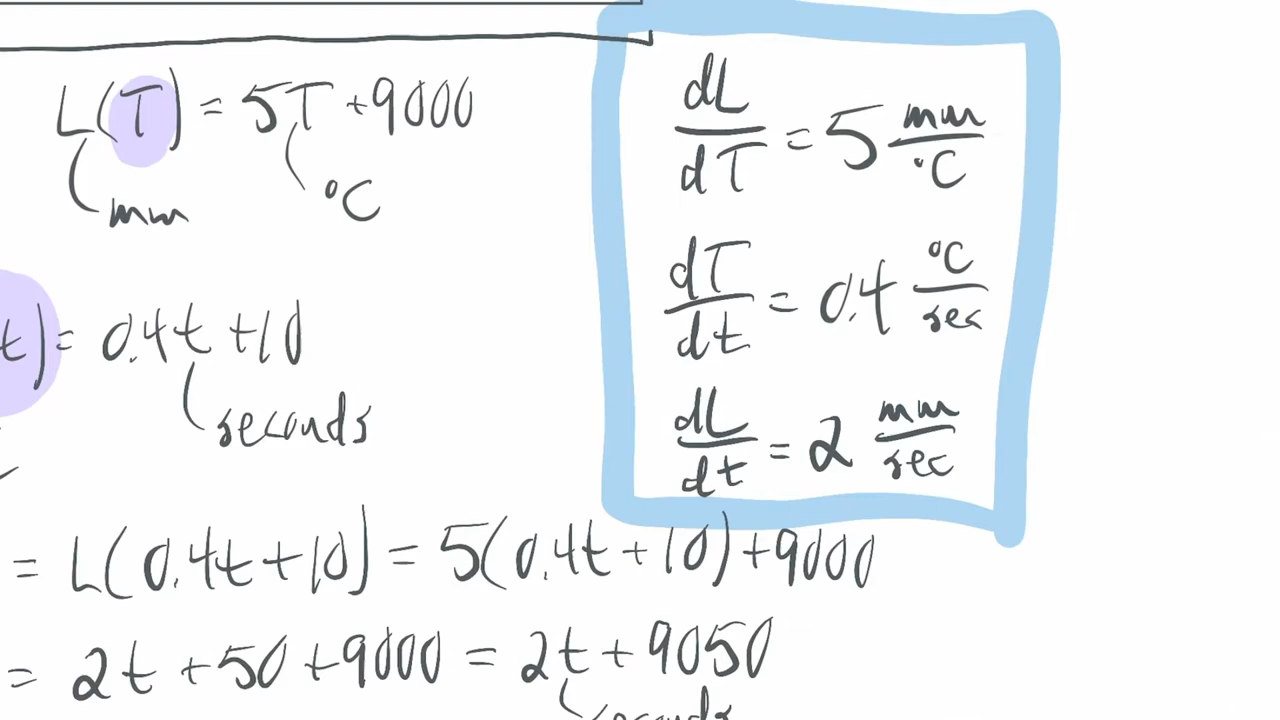 L(T) = 5T + 9000
mm
°C
dL/dT = 5 mm/°C
t) = 0.4t + 10
seconds
dT/dt = 0.4 °C/sec
dL/dt = 2 mm/sec
= L(0.4t + 10) = 5(0.4t + 10) + 9000
= 2t + 50 + 9000 = 2t + 9050